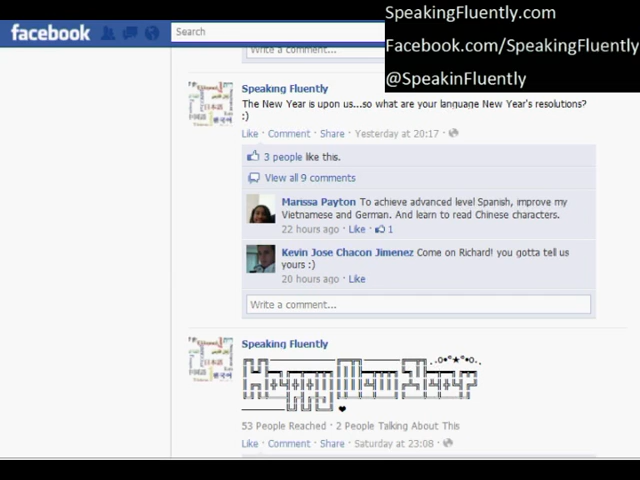 SpeakingFluently.com
facebook
Search
Facebook.com/SpeakingFluently
Write a comment...
@SpeakinFluently
Speaking Fluently
The New Year is upon us...so what are your language New Year's resolutions?
:)
Like · Comment · Share · Yesterday at 20:17 ·
3 people like this.
View all 9 comments
Marissa Payton To achieve advanced level Spanish, improve my
Vietnamese and German. And learn to read Chinese characters.
22 hours ago · Like · 1
Kevin Jose Chacon Jimenez Come on Richard! you gotta tell us
yours :)
20 hours ago · Like
Write a comment...
Speaking Fluently
53 People Reached · 2 People Talking About This
Like · Comment · Share · Saturday at 23:08 ·